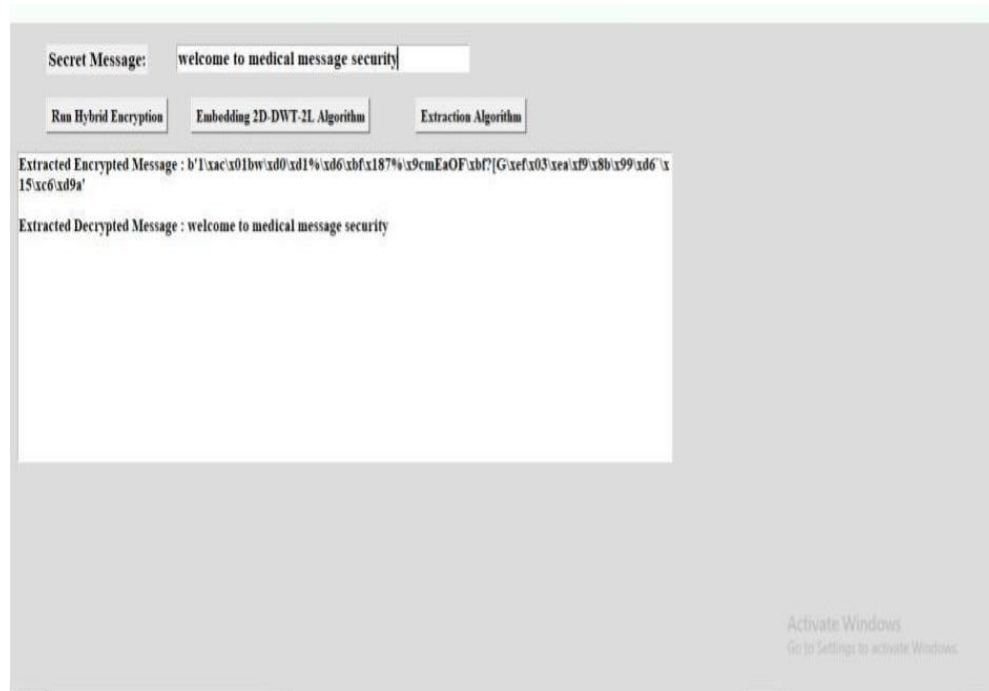 Secret Message: welcome to medical message security
Run Hybrid Encryption Embedding 2D-DWT-2L Algorithm Extraction Algorithm
Extracted Encrypted Message : b'1\xac\x01bw\xd0\xd1%\xd6\xbf\x187%\x9cmEaOF\xbf?[G\xef\x03\xea\xf9\x8b\x99\xd6 \x
15\xc6\xd9a'
Extracted Decrypted Message : welcome to medical message security
Activate Windows
Go to Settings to activate Windows.